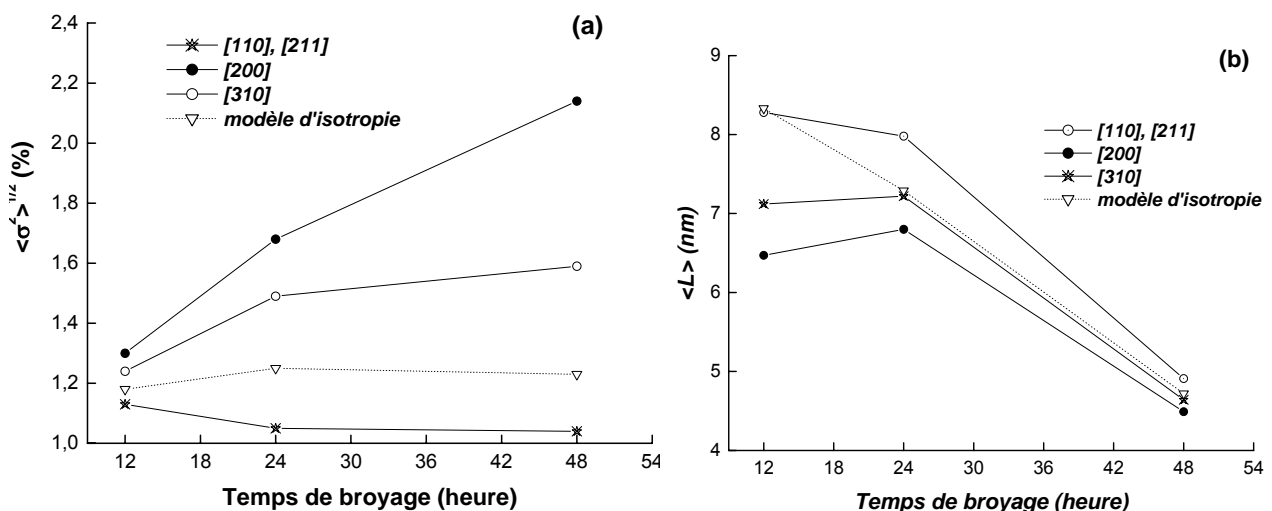 (a)
2,4
2,2
2,0
1,8
1,6
1,4
1,2
1,0
<σ²>^1/2 (%)
[110], [211]
[200]
[310]
modèle d'isotropie
12 18 24 30 36 42 48 54
Temps de broyage (heure)
(b)
9
8
7
6
5
4
<L> (nm)
[110], [211]
[200]
[310]
modèle d'isotropie
12 18 24 30 36 42 48 54
Temps de broyage (heure)